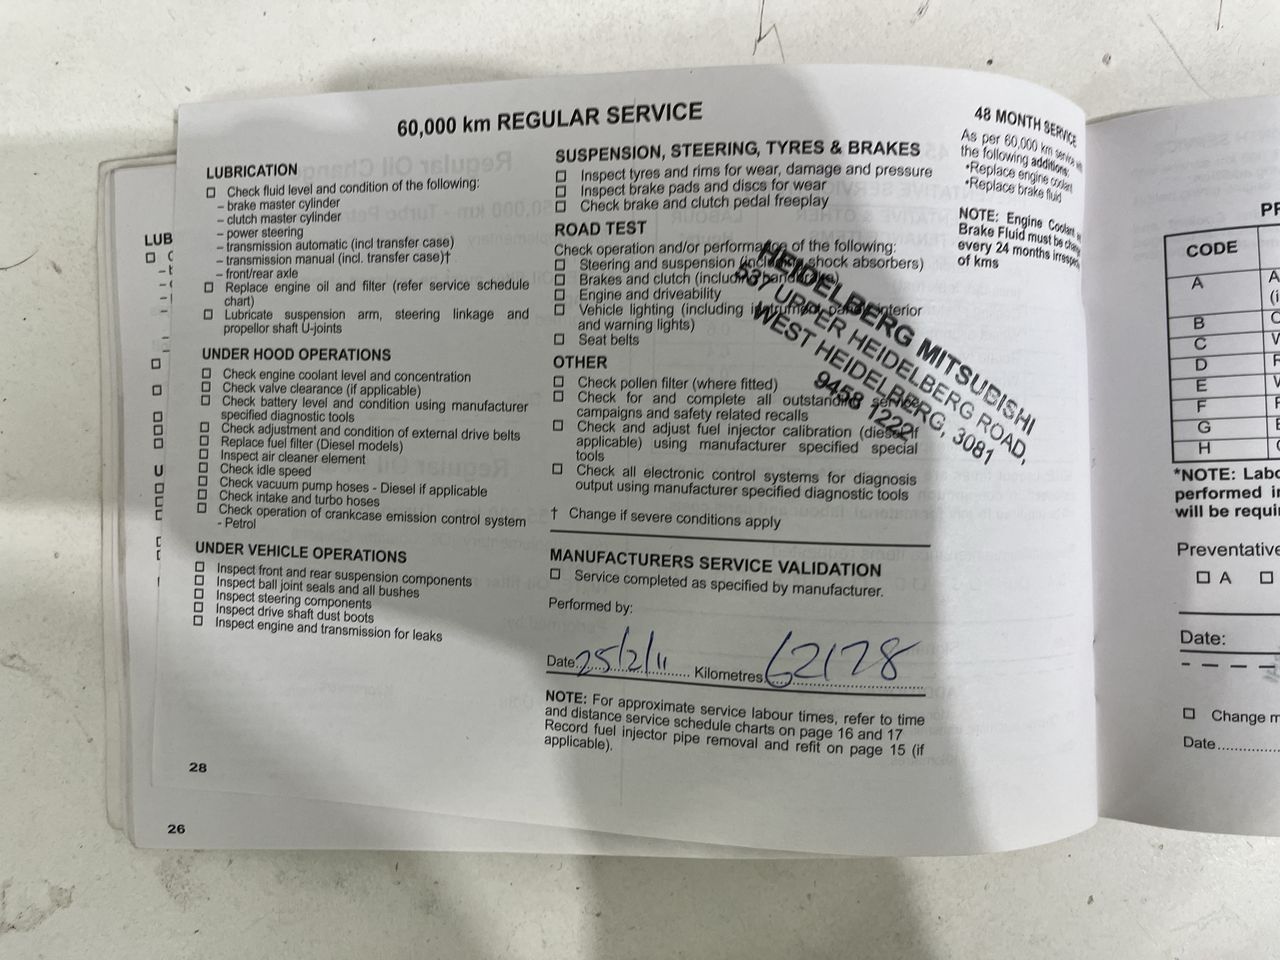 60,000 km REGULAR SERVICE
LUBRICATION
Check fluid level and condition of the following:
– brake master cylinder
– clutch master cylinder
– power steering
– transmission automatic (incl transfer case)
– transmission manual (incl. transfer case)†
– front/rear axle
Replace engine oil and filter (refer service schedule
chart)
Lubricate suspension arm, steering linkage and
propellor shaft U-joints
UNDER HOOD OPERATIONS
Check engine coolant level and concentration
Check valve clearance (if applicable)
Check battery level and condition using manufacturer
specified diagnostic tools
Check adjustment and condition of external drive belts
Replace fuel filter (Diesel models)
Inspect air cleaner element
Check idle speed
Check vacuum pump hoses - Diesel if applicable
Check intake and turbo hoses
Check operation of crankcase emission control system
- Petrol
UNDER VEHICLE OPERATIONS
Inspect front and rear suspension components
Inspect ball joint seals and all bushes
Inspect steering components
Inspect drive shaft dust boots
Inspect engine and transmission for leaks
28
26
SUSPENSION, STEERING, TYRES & BRAKES
Inspect tyres and rims for wear, damage and pressure
Inspect brake pads and discs for wear
Check brake and clutch pedal freeplay
ROAD TEST
Check operation and/or performance of the following:
Steering and suspension (including shock absorbers)
Brakes and clutch (including handbrake)
Engine and driveability
Vehicle lighting (including instrument panel, interior
and warning lights)
Seat belts
OTHER
Check pollen filter (where fitted)
Check for and complete all outstanding service
campaigns and safety related recalls
Check and adjust fuel injector calibration (diesel if
applicable) using manufacturer specified special
tools
Check all electronic control systems for diagnosis
output using manufacturer specified diagnostic tools
† Change if severe conditions apply
HEIDELBERG MITSUBISHI
637 UPPER HEIDELBERG ROAD,
WEST HEIDELBERG, 3081
9458 1222
MANUFACTURERS SERVICE VALIDATION
Service completed as specified by manufacturer.
Performed by:
Date 25/2/11 Kilometres 62178
NOTE: For approximate service labour times, refer to time
and distance service schedule charts on page 16 and 17
Record fuel injector pipe removal and refit on page 15 (if
applicable).
48 MONTH SERVICE
As per 60,000 km service
the following additions:
*Replace engine coolant
*Replace brake fluid
NOTE: Engine Coolant
Brake Fluid must be
every 24 months
of kms
LUB
CODE
A
B
C
D
E
F
G
H
*NOTE:
performed
will be
Preventative
A
Date:
Change
Date